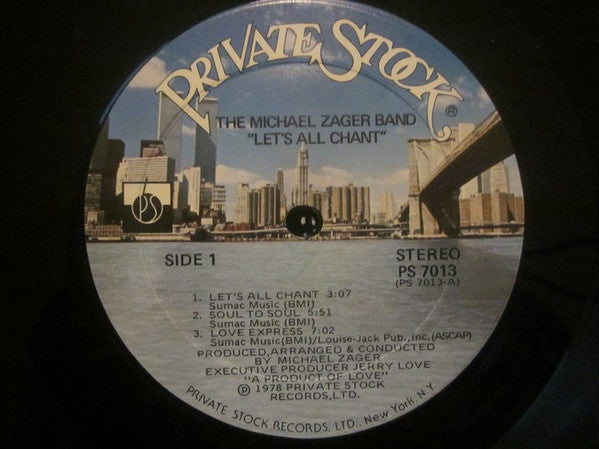 PRIVATE STOCK®
THE MICHAEL ZAGER BAND
"LET'S ALL CHANT"
PS
SIDE 1
STEREO
PS 7013
(PS 7013-A)
1. LET'S ALL CHANT 3:07
Sumac Music (BMI)
2. SOUL TO SOUL 5:51
Sumac Music (BMI)
3. LOVE EXPRESS 7:02
Sumac Music(BMI)/Louise-Jack Pub.,Inc.(ASCAP)
PRODUCED,ARRANGED & CONDUCTED
BY MICHAEL ZAGER
EXECUTIVE PRODUCER JERRY LOVE
"A PRODUCT OF LOVE"
℗ 1978 PRIVATE STOCK
RECORDS,LTD.
PRIVATE STOCK RECORDS, LTD., New York, N.Y.